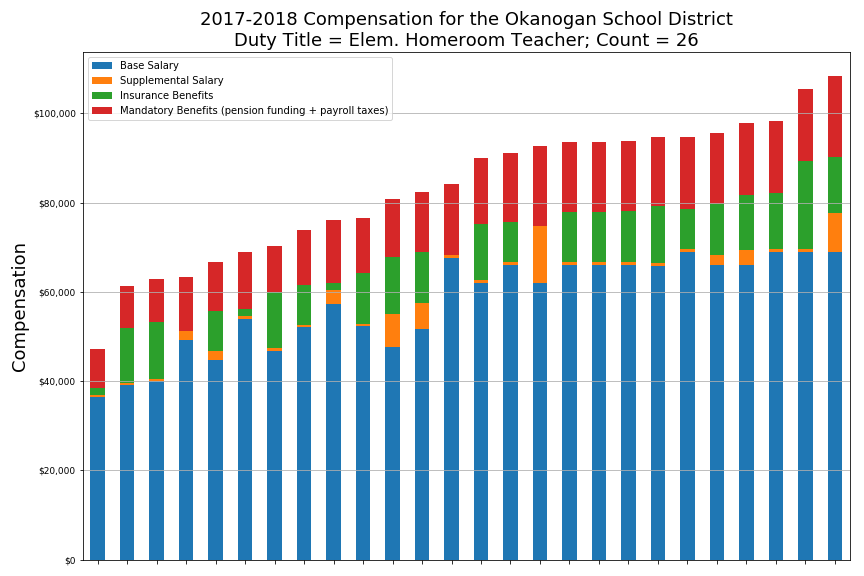 2017-2018 Compensation for the Okanogan School District
Duty Title = Elem. Homeroom Teacher; Count = 26
Base Salary
Supplemental Salary
Insurance Benefits
Mandatory Benefits (pension funding + payroll taxes)
$100,000
$80,000
$60,000
$40,000
$20,000
$0
Compensation